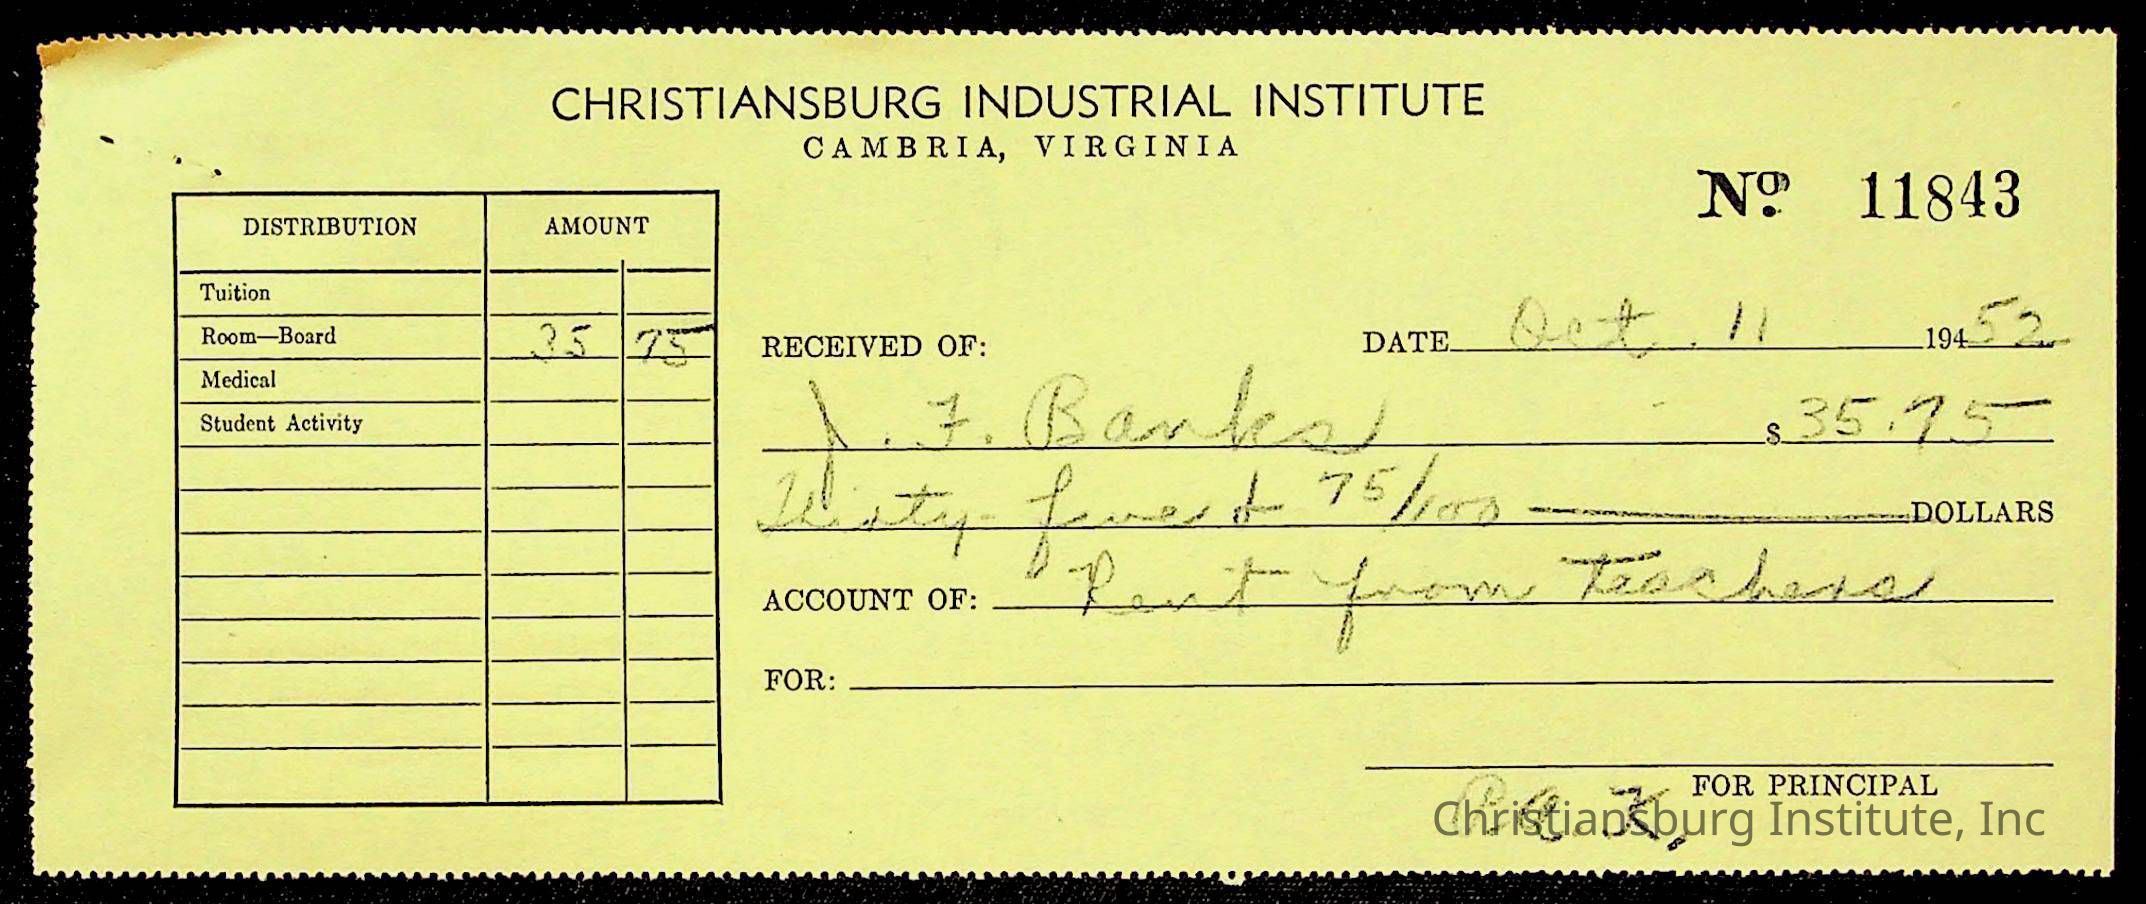 CHRISTIANSBURG INDUSTRIAL INSTITUTE
CAMBRIA, VIRGINIA
Nº 11843
DISTRIBUTION AMOUNT
Tuition
Room—Board 35 75
Medical
Student Activity
RECEIVED OF: DATE Oct. 11 19452
J. F. Banks $ 35.75
Thirty-five & 75/100 DOLLARS
ACCOUNT OF: Rent from Teachers
FOR:
FOR PRINCIPAL
Christiansburg Institute, Inc